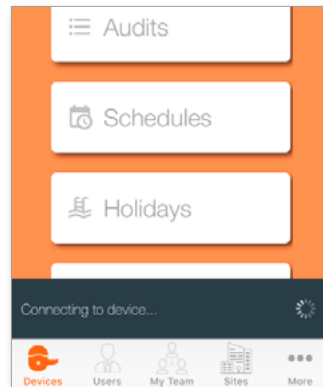 Audits
Schedules
Holidays
Connecting to device...
Devices Users My Team Sites More